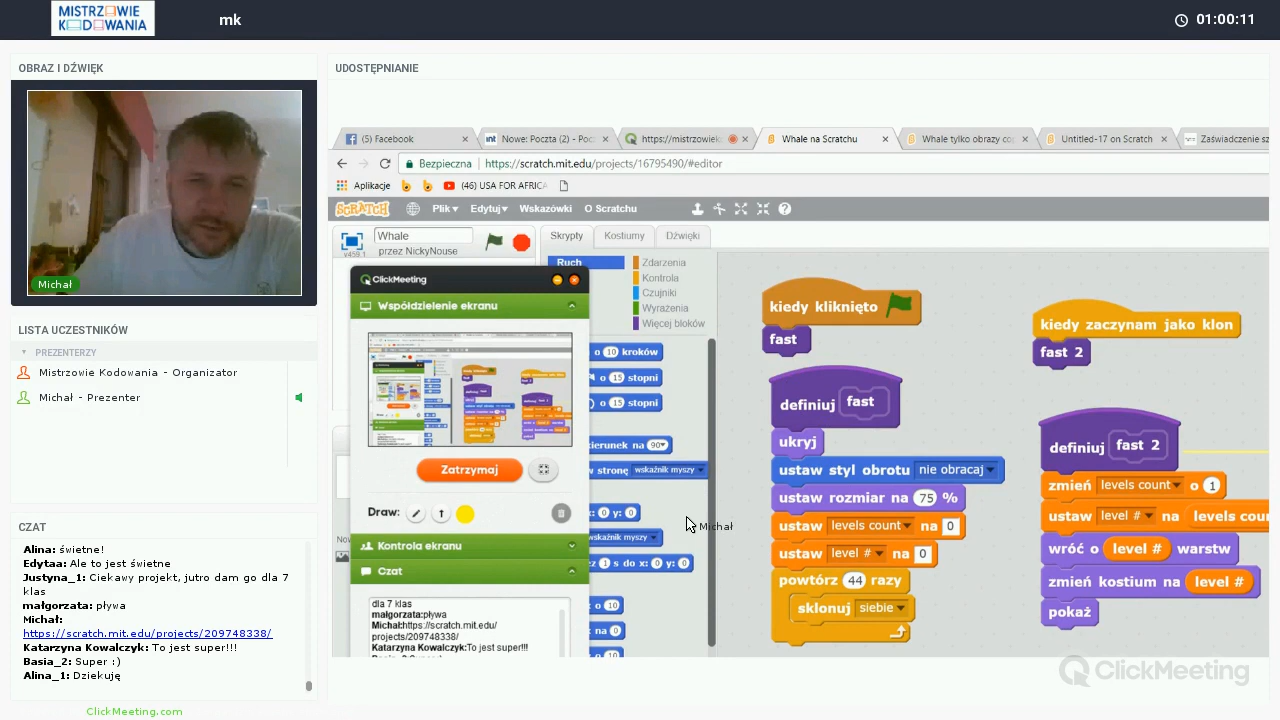 MISTRZOWIE
KODOWANIA
mk
01:00:11
OBRAZ I DŹWIĘK
Michał
LISTA UCZESTNIKÓW
PREZENTERZY
Mistrzowie Kodowania - Organizator
Michał - Prezenter
CZAT
Alina: świetne!
Edytaa: Ale to jest świetne
Justyna_1: Ciekawy projekt, jutro dam go dla 7
klas
małgorzata: pływa
Michał:
https://scratch.mit.edu/projects/209748338/
Katarzyna Kowalczyk: To jest super!!!
Basia_2: Super :)
Alina_1: Dziekuję
ClickMeeting.com
UDOSTĘPNIANIE
(5) Facebook
Nowe: Poczta (2) - Poc
https://mistrzowiek
Whale na Scratchu
Whale tylko obrazy co
Untitled-17 on Scratch
Zaświadczenie sz
Bezpieczna
https://scratch.mit.edu/projects/16795490/#editor
Aplikacje
(46) USA FOR AFRICA
SCRATCH
Plik
Edytuj
Wskazówki
O Scratchu
Whale
przez NickyNouse
v459.1
Skrypty
Kostiumy
Dźwięki
Ruch
Zdarzenia
Kontrola
Czujniki
Wyrażenia
Więcej bloków
o 10 kroków
o 15 stopni
o 15 stopni
kierunek na 90
w stronę wskaźnik myszy
x: 0 y: 0
wskaźnik myszy
ez 1 s do x: 0 y: 0
x o 10
x na 0
o 10
ClickMeeting
Współdzielenie ekranu
Zatrzymaj
Draw:
Kontrola ekranu
Czat
dla 7 klas
małgorzata:pływa
Michał:https://scratch.mit.edu/
projects/209748338/
Katarzyna Kowalczyk:To jest super!!!
Michał
kiedy kliknięto
fast
definiuj fast
ukryj
ustaw styl obrotu nie obracaj
ustaw rozmiar na 75 %
ustaw levels count na 0
ustaw level # na 0
powtórz 44 razy
sklonuj siebie
kiedy zaczynam jako klon
fast 2
definiuj fast 2
zmień levels count o 1
ustaw level # na levels cou
wróć o level # warstw
zmień kostium na level #
pokaż
ClickMeeting